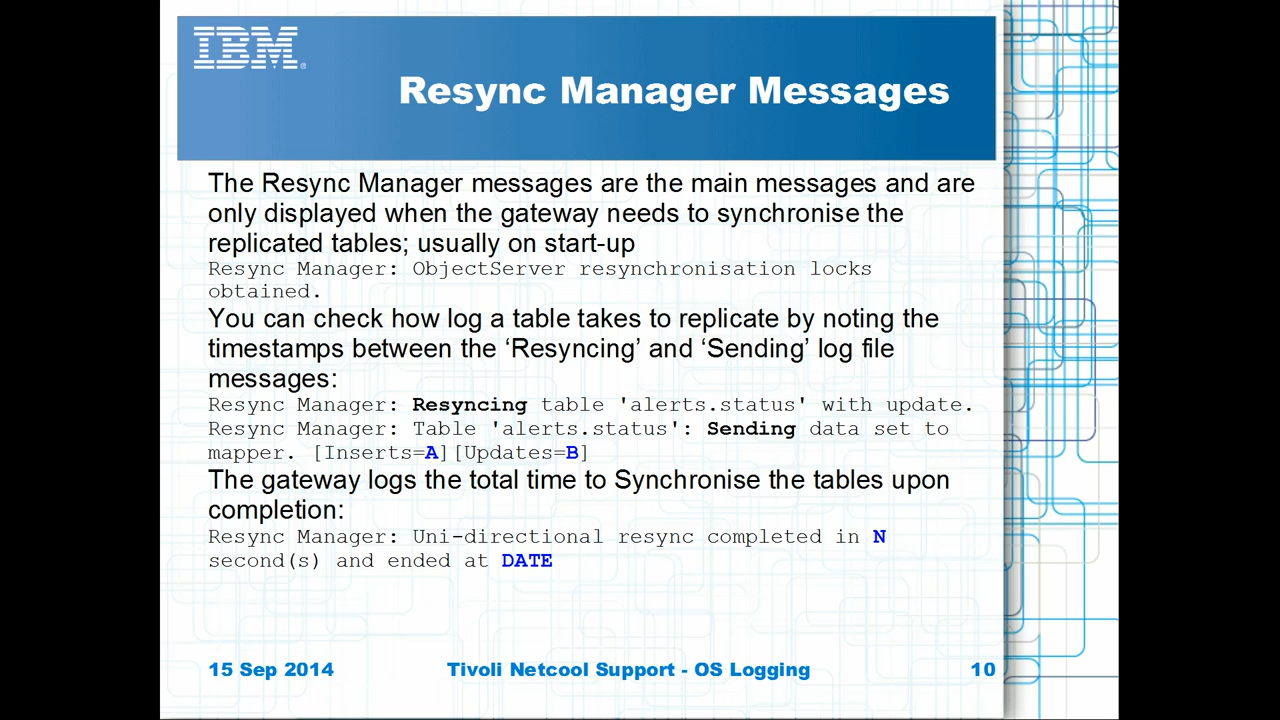 IBM
Resync Manager Messages
The Resync Manager messages are the main messages and are
only displayed when the gateway needs to synchronise the
replicated tables; usually on start-up
Resync Manager: ObjectServer resynchronisation locks
obtained.
You can check how log a table takes to replicate by noting the
timestamps between the ‘Resyncing’ and ‘Sending’ log file
messages:
Resync Manager: Resyncing table 'alerts.status' with update.
Resync Manager: Table 'alerts.status': Sending data set to
mapper. [Inserts=A][Updates=B]
The gateway logs the total time to Synchronise the tables upon
completion:
Resync Manager: Uni-directional resync completed in N
second(s) and ended at DATE
15 Sep 2014 Tivoli Netcool Support - OS Logging 10